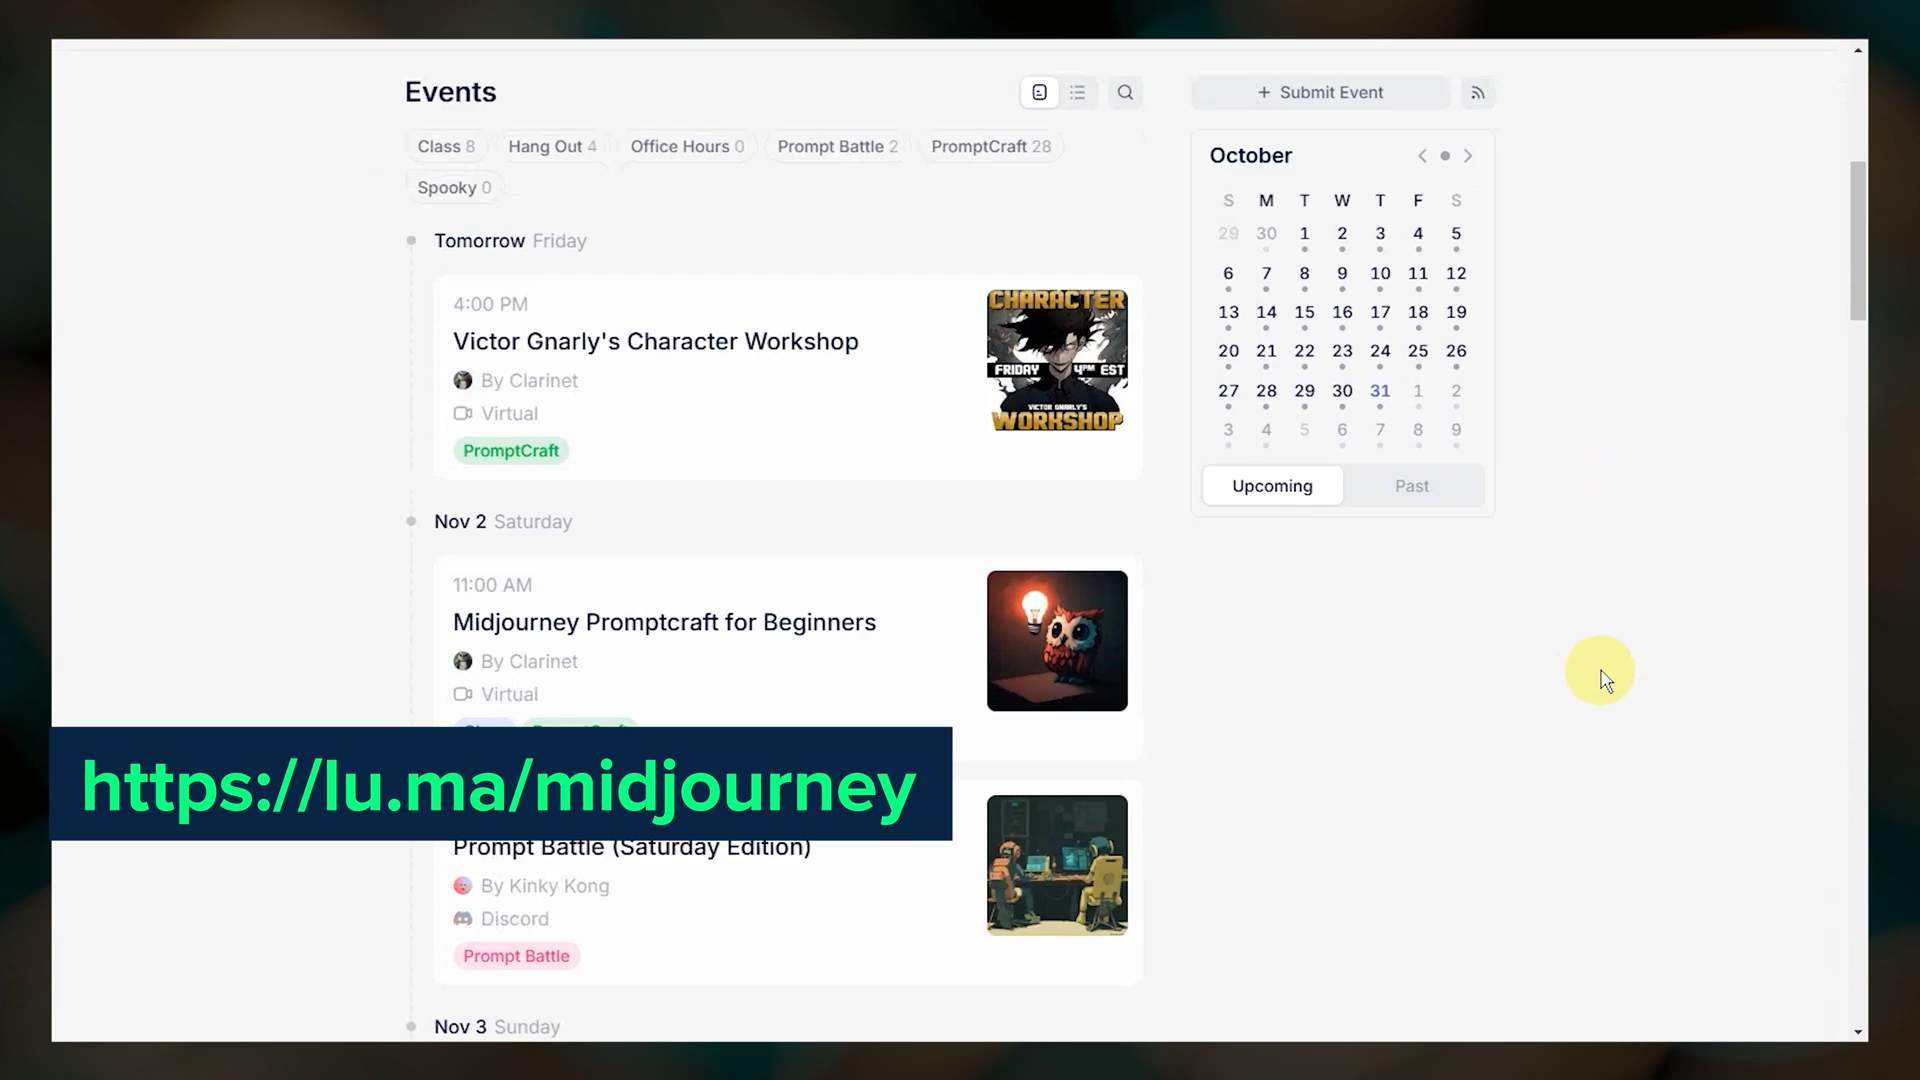 Events
+ Submit Event
Class 8 Hang Out 4 Office Hours 0 Prompt Battle 2 PromptCraft 28
Spooky 0
October
S M T W T F S
29 30 1 2 3 4 5
6 7 8 9 10 11 12
13 14 15 16 17 18 19
20 21 22 23 24 25 26
27 28 29 30 31 1 2
3 4 5 6 7 8 9
Upcoming Past
Tomorrow Friday
4:00 PM
Victor Gnarly's Character Workshop
By Clarinet
Virtual
PromptCraft
CHARACTER
FRIDAY 4PM EST
VICTOR GNARLY'S
WORKSHOP
Nov 2 Saturday
11:00 AM
Midjourney Promptcraft for Beginners
By Clarinet
Virtual
https://lu.ma/midjourney
Prompt Battle (Saturday Edition)
By Kinky Kong
Discord
Prompt Battle
Nov 3 Sunday